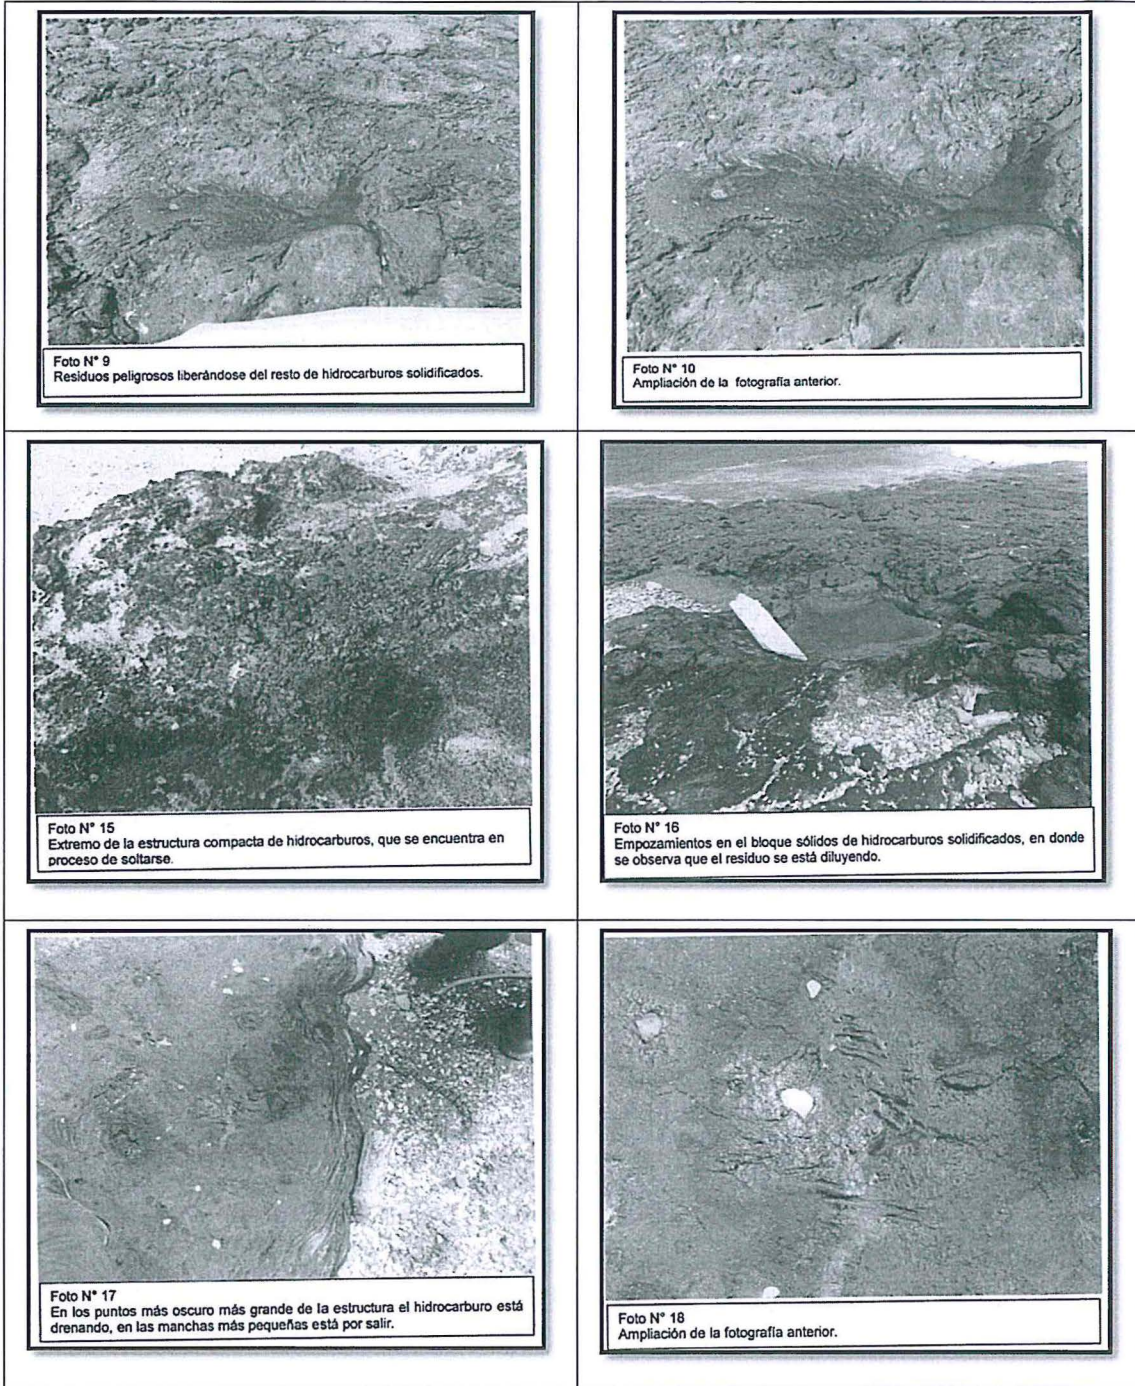 Foto N° 9
Residuos peligrosos liberándose del resto de hidrocarburos solidificados.
Foto N° 10
Ampliación de la fotografía anterior.
Foto N° 15
Extremo de la estructura compacta de hidrocarburos, que se encuentra en
proceso de soltarse.
Foto N° 16
Empozamientos en el bloque sólidos de hidrocarburos solidificados, en donde
se observa que el residuo se está diluyendo.
Foto N° 17
En los puntos más oscuro más grande de la estructura el hidrocarburo está
drenando, en las manchas más pequeñas está por salir.
Foto N° 18
Ampliación de la fotografía anterior.